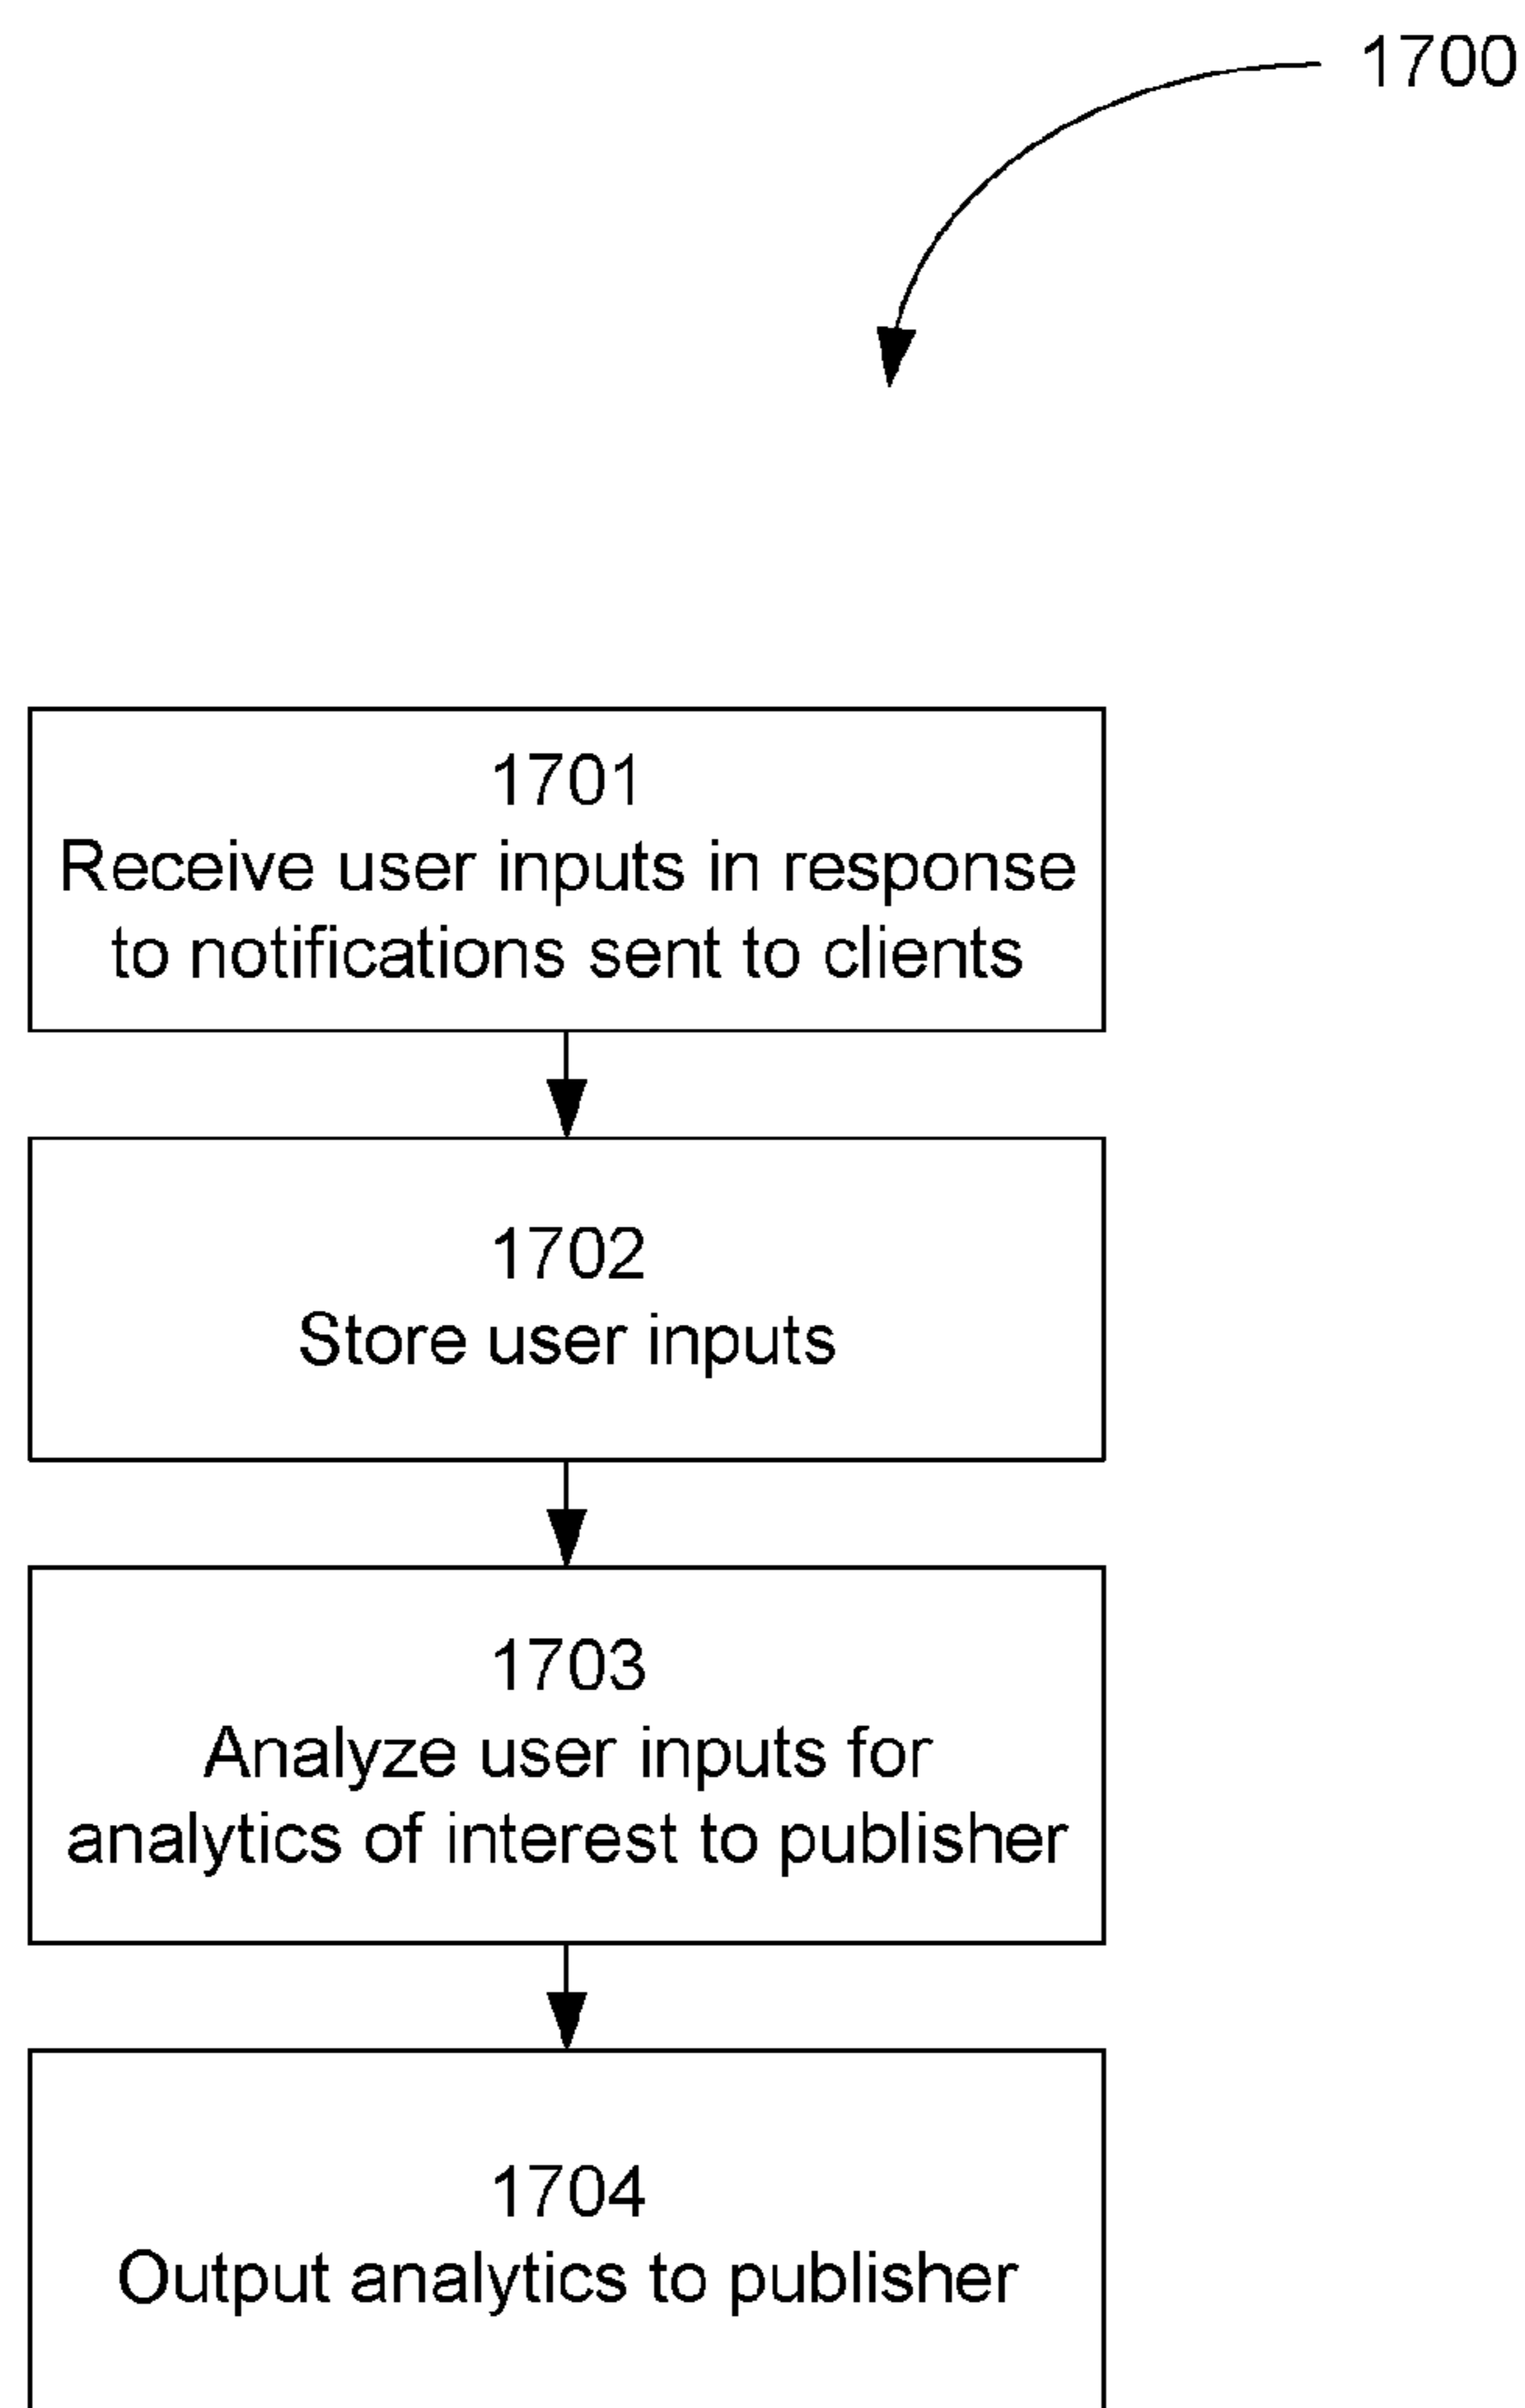 1700
1701
Receive user inputs in response
to notifications sent to clients
1702
Store user inputs
1703
Analyze user inputs for
analytics of interest to publisher
1704
Output analytics to publisher